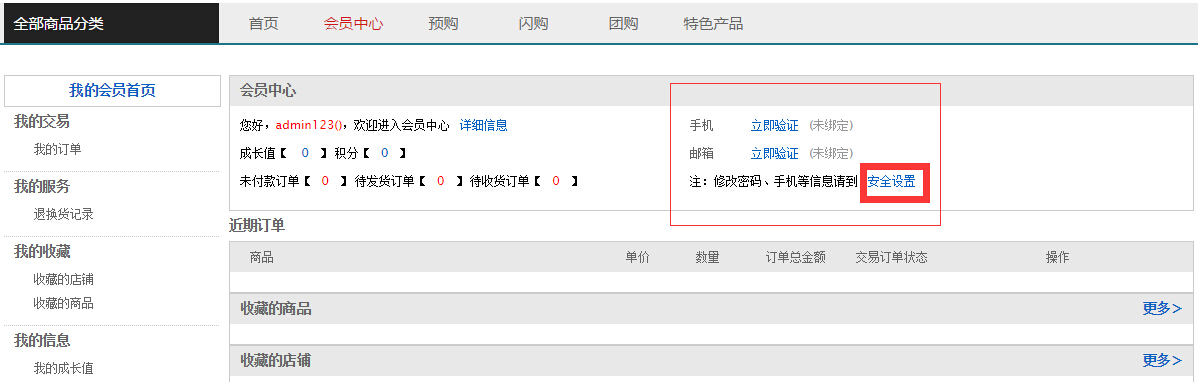 全部商品分类 首页 会员中心 预购 闪购 团购 特色产品
我的会员首页
我的交易
我的订单
我的服务
退换货记录
我的收藏
收藏的店铺
收藏的商品
我的信息
我的成长值
会员中心
您好，admin123()，欢迎进入会员中心 详细信息
成长值【 0 】 积分【 0 】
未付款订单【 0 】 待发货订单【 0 】 待收货订单【 0 】
手机 立即验证 (未绑定)
邮箱 立即验证 (未绑定)
注：修改密码、手机等信息请到 安全设置
近期订单
商品 单价 数量 订单总金额 交易订单状态 操作
收藏的商品 更多>
收藏的店铺 更多>